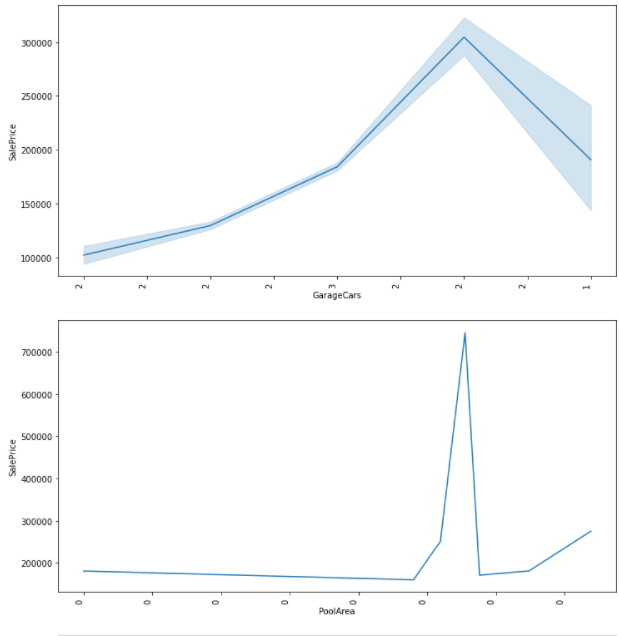 300000
250000
200000
150000
100000
SalePrice
2 2 2 2 3 2 2 2 1
GarageCars
700000
600000
500000
400000
300000
200000
SalePrice
0 0 0 0 0 0 0 0
PoolArea